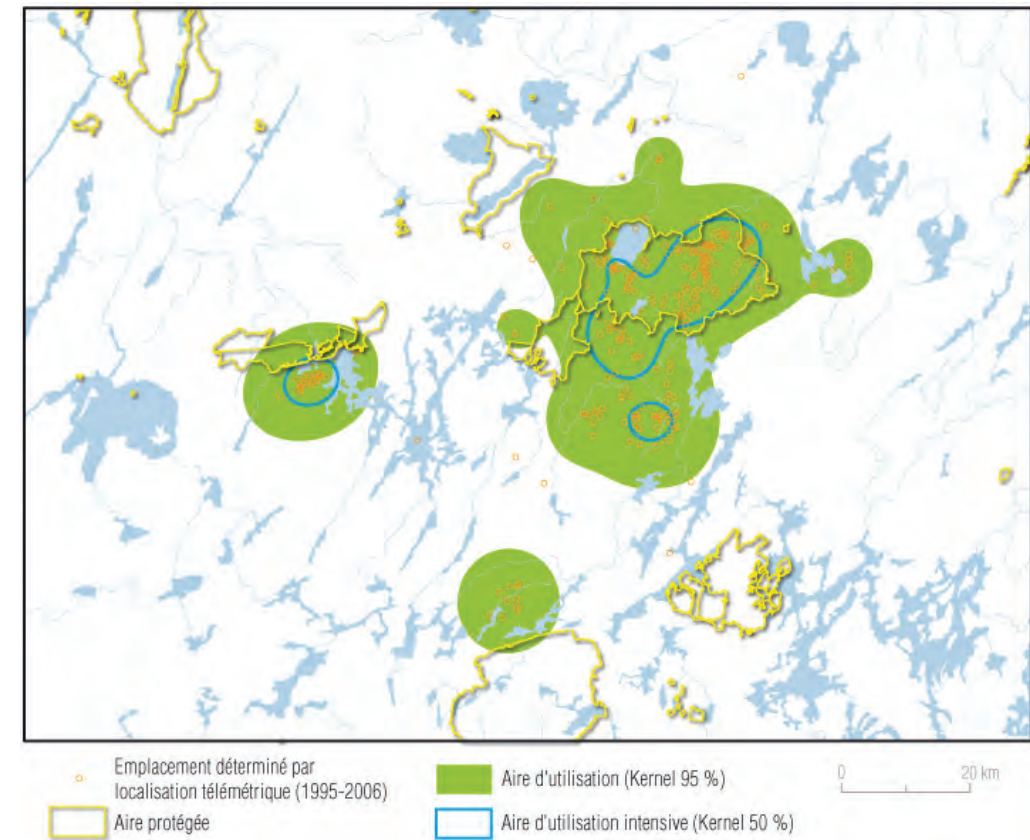 Emplacement déterminé par
localisation télémétrique (1995-2006)
Aire protégée
Aire d'utilisation (Kernel 95 %)
Aire d'utilisation intensive (Kernel 50 %)
0 20 km